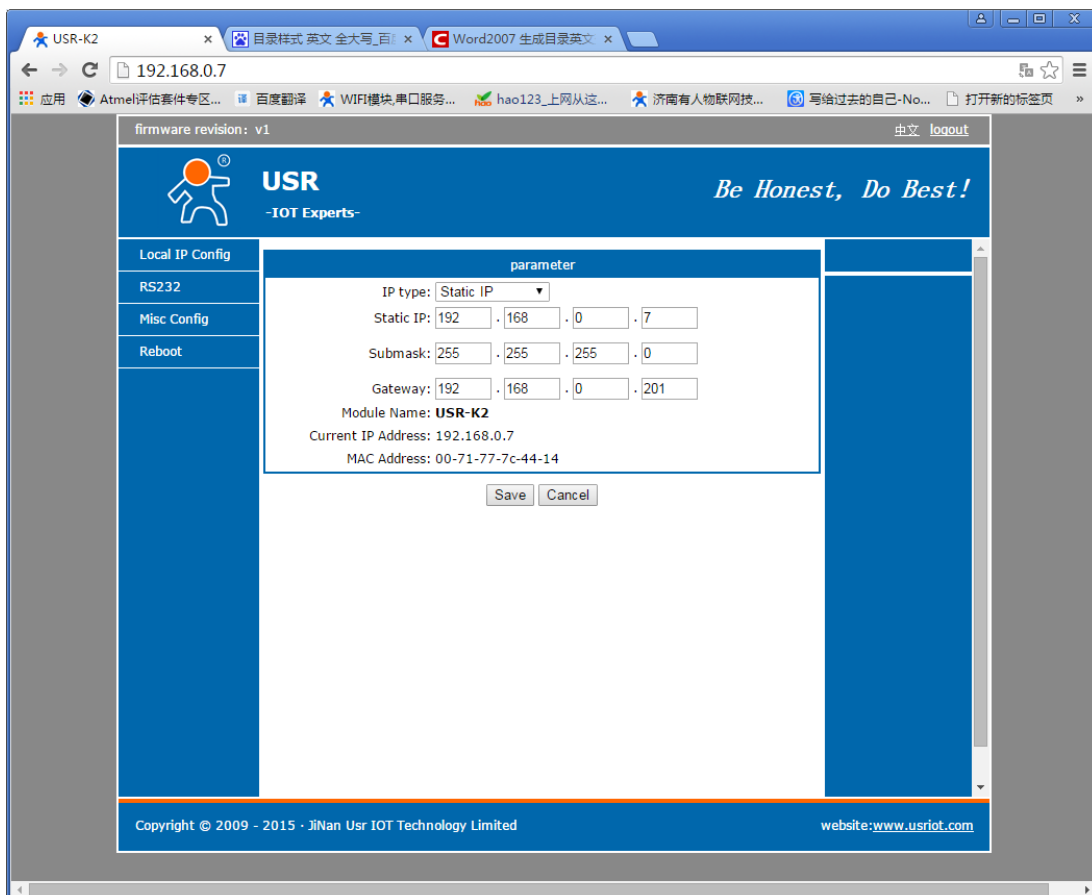 USR-K2
目录样式 英文 全大写_百
Word2007 生成目录英文
192.168.0.7
应用 Atmel评估套件专区... 百度翻译 WIFI模块,串口服务... hao123_上网从这... 济南有人物联网技... 写给过去的自己-No... 打开新的标签页 »
firmware revision: v1
中文 logout
®
USR
-IOT Experts-
Be Honest, Do Best!
Local IP Config
RS232
Misc Config
Reboot
parameter
IP type: Static IP
Static IP: 192 . 168 . 0 . 7
Submask: 255 . 255 . 255 . 0
Gateway: 192 . 168 . 0 . 201
Module Name: USR-K2
Current IP Address: 192.168.0.7
MAC Address: 00-71-77-7c-44-14
Save Cancel
Copyright © 2009 - 2015 · JiNan Usr IOT Technology Limited
website:www.usriot.com